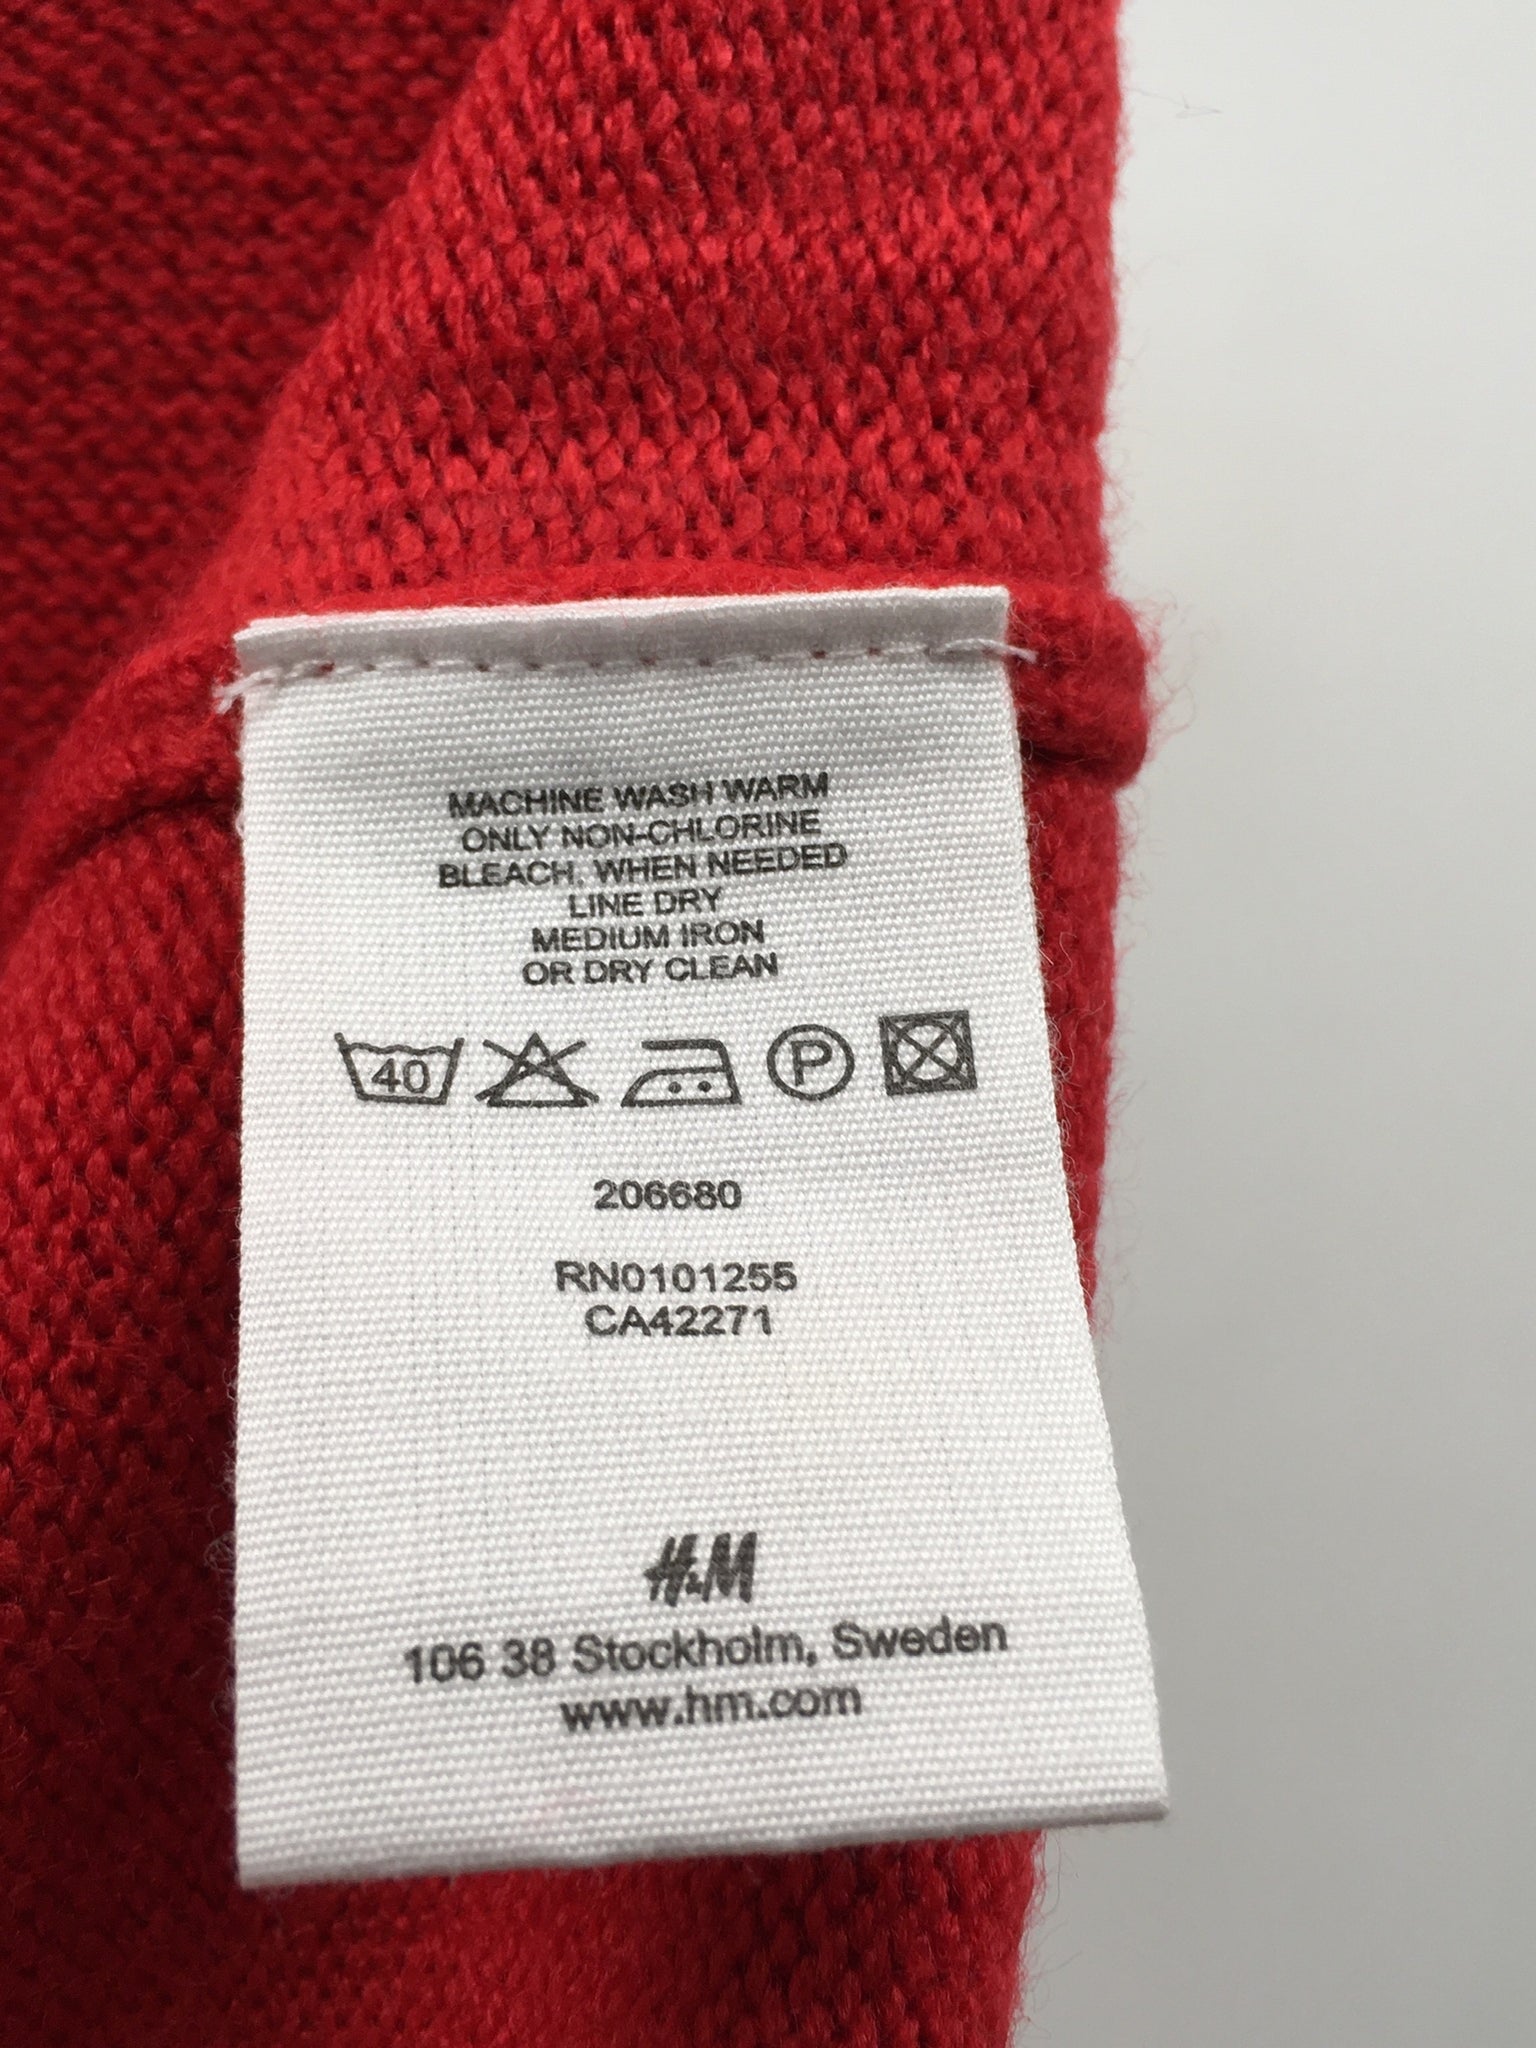 MACHINE WASH WARM
ONLY NON-CHLORINE
BLEACH, WHEN NEEDED
LINE DRY
MEDIUM IRON
OR DRY CLEAN
40 P
206680
RN0101255
CA42271
H&M
106 38 Stockholm, Sweden
www.hm.com